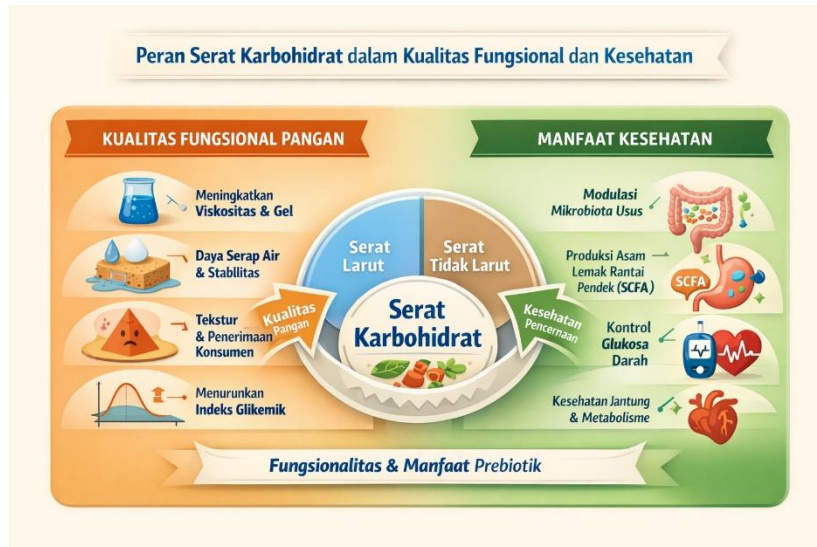 Peran Serat Karbohidrat dalam Kualitas Fungsional dan Kesehatan
KUALITAS FUNGSIONAL PANGAN
Meningkatkan
Viskositas & Gel
Daya Serap Air
& Stabilitas
Tekstur
& Penerimaan
Konsumen
Menurunkan
Indeks Glikemik
Serat
Larut
Serat
Tidak Larut
Kualitas
Pangan
Serat
Karbohidrat
Kesehatan
Pencernaan
MANFAAT KESEHATAN
Modulasi
Mikrobiota Usus
Produksi Asam
Lemak Rantai
Pendek (SCFA)
SCFA
Kontrol
Glukosa
Darah
Kesehatan Jantung
& Metabolisme
Fungsionalitas & Manfaat Prebiotik